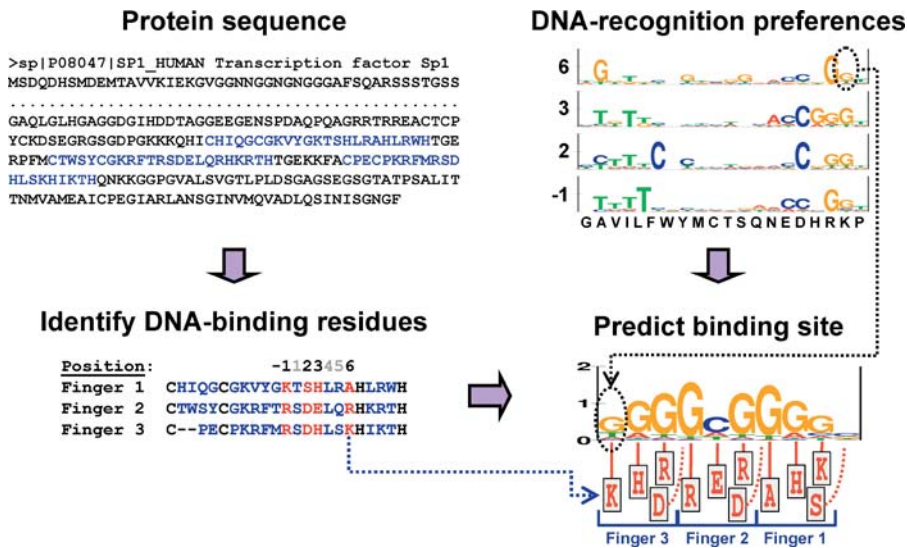 Protein sequence
>sp|P08047|SP1_HUMAN Transcription factor Sp1
MSDQDHSMDEMTAVVKIEKGVGGNNGGNGNGGGAFSQARSSSTGSS
..............................................
GAQLGLHGAGGDGIHDDTAGGEEGENSPDAQPQAGRRTRREACTCP
YCKDSEGRGSGDPGKKKQHICHIQGCGKVYGKTSHLRAHLRWHTGE
RPFMCTWSYCGKRFTRSDELQRHKRTHTGEKKFACPECPKRFMRSD
HLSKHIKTHQNKKGGPGVALSVGTLPLDSGAGSEGSGTATPSALIT
TNMVAMEAICPEGIARLANSGINVMQVADLQSINISGNGF
DNA-recognition preferences
6
3
2
-1
G A V I L F W Y M C T S Q N E D H R K P
Identify DNA-binding residues
Position: -1123456
Finger 1 CHIQGCGKVYGKTSHLRAHLRWH
Finger 2 CTWSYCGKRFTRSDELQRHKRTH
Finger 3 C--PECPKRFMRSDHLSKHIKTH
Predict binding site
2
1
0
G G G G C G G G G
K H R D R E R D A H K S
Finger 3 Finger 2 Finger 1